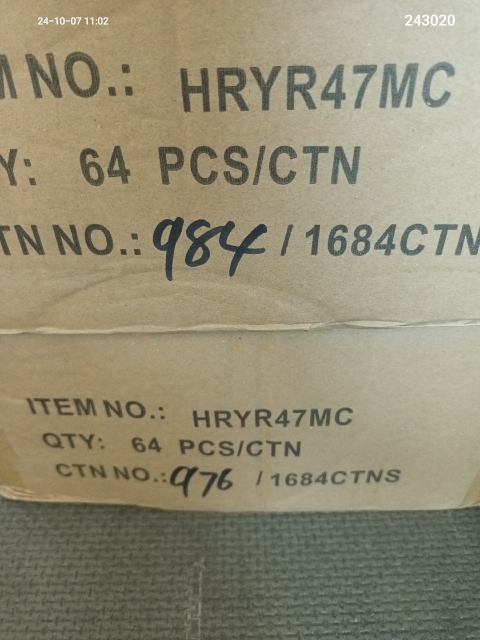 24-10-07 11:02
243020
M NO.: HRYR47MC
Y: 64 PCS/CTN
TN NO.: 984 / 1684CTN
ITEM NO.: HRYR47MC
QTY: 64 PCS/CTN
CTN NO.: 976 / 1684CTNS